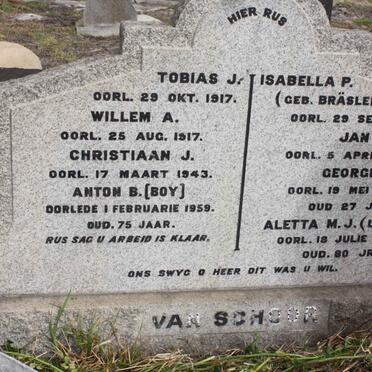 HIER RUS
TOBIAS J.
OORL. 29 OKT. 1917.
WILLEM A.
OORL. 25 AUG. 1917.
CHRISTIAAN J.
OORL. 17 MAART 1943.
ANTON B. [BOY]
OORLEDE 1 FEBRUARIE 1959.
OUD. 75 JAAR.
RUS SAG U ARBEID IS KLAAR.
ISABELLA P.
(GEB. BRÄSLE
OORL. 29 SE
JAN
OORL. 5 APRI
GEORG
OORL. 19 MEI
OUD 27 J
ALETTA M.J.
OORL. 18 JULIE
OUD. 80 JR
ONS SWYG O HEER DIT WAS U WIL.
VAN SCHOOR